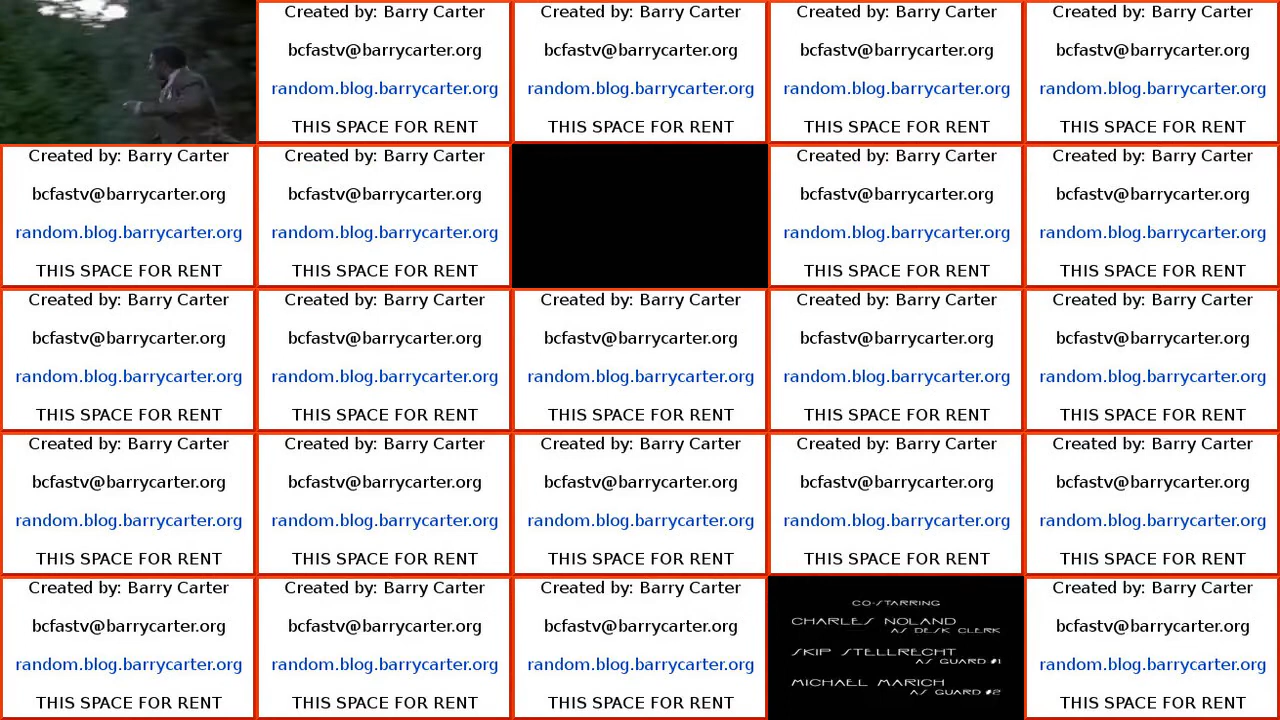 Created by: Barry Carter
bcfastv@barrycarter.org
random.blog.barrycarter.org
THIS SPACE FOR RENT
Created by: Barry Carter
bcfastv@barrycarter.org
random.blog.barrycarter.org
THIS SPACE FOR RENT
Created by: Barry Carter
bcfastv@barrycarter.org
random.blog.barrycarter.org
THIS SPACE FOR RENT
Created by: Barry Carter
bcfastv@barrycarter.org
random.blog.barrycarter.org
THIS SPACE FOR RENT
Created by: Barry Carter
bcfastv@barrycarter.org
random.blog.barrycarter.org
THIS SPACE FOR RENT
Created by: Barry Carter
bcfastv@barrycarter.org
random.blog.barrycarter.org
THIS SPACE FOR RENT
Created by: Barry Carter
bcfastv@barrycarter.org
random.blog.barrycarter.org
THIS SPACE FOR RENT
Created by: Barry Carter
bcfastv@barrycarter.org
random.blog.barrycarter.org
THIS SPACE FOR RENT
Created by: Barry Carter
bcfastv@barrycarter.org
random.blog.barrycarter.org
THIS SPACE FOR RENT
Created by: Barry Carter
bcfastv@barrycarter.org
random.blog.barrycarter.org
THIS SPACE FOR RENT
Created by: Barry Carter
bcfastv@barrycarter.org
random.blog.barrycarter.org
THIS SPACE FOR RENT
Created by: Barry Carter
bcfastv@barrycarter.org
random.blog.barrycarter.org
THIS SPACE FOR RENT
Created by: Barry Carter
bcfastv@barrycarter.org
random.blog.barrycarter.org
THIS SPACE FOR RENT
Created by: Barry Carter
bcfastv@barrycarter.org
random.blog.barrycarter.org
THIS SPACE FOR RENT
Created by: Barry Carter
bcfastv@barrycarter.org
random.blog.barrycarter.org
THIS SPACE FOR RENT
Created by: Barry Carter
bcfastv@barrycarter.org
random.blog.barrycarter.org
THIS SPACE FOR RENT
Created by: Barry Carter
bcfastv@barrycarter.org
random.blog.barrycarter.org
THIS SPACE FOR RENT
Created by: Barry Carter
bcfastv@barrycarter.org
random.blog.barrycarter.org
THIS SPACE FOR RENT
Created by: Barry Carter
bcfastv@barrycarter.org
random.blog.barrycarter.org
THIS SPACE FOR RENT
Created by: Barry Carter
bcfastv@barrycarter.org
random.blog.barrycarter.org
THIS SPACE FOR RENT
Created by: Barry Carter
bcfastv@barrycarter.org
random.blog.barrycarter.org
THIS SPACE FOR RENT
CO-STARRING
CHARLES NOLAND
AS DESK CLERK
SKIP STELLRECHT
AS GUARD #1
MICHAEL MARICH
AS GUARD #2
Created by: Barry Carter
bcfastv@barrycarter.org
random.blog.barrycarter.org
THIS SPACE FOR RENT